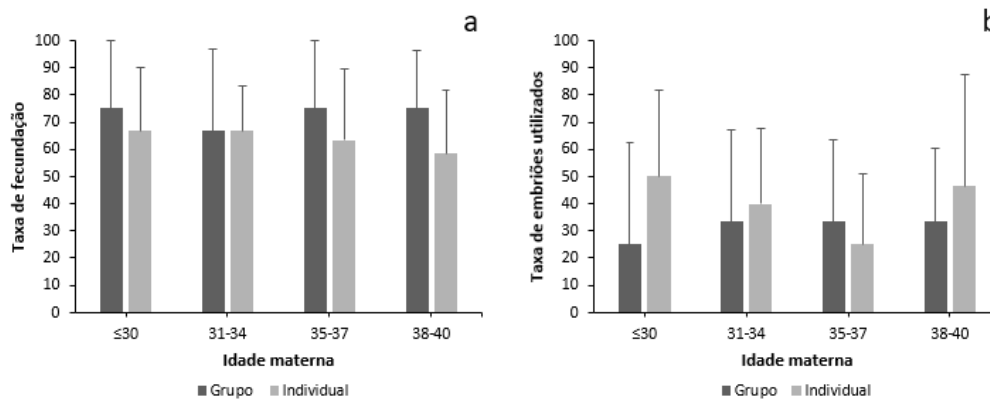 a
Taxa de fecundação
100
90
80
70
60
50
40
30
20
10
0
≤30 31-34 35-37 38-40
Idade materna
Grupo Individual
b
Taxa de embriões utilizados
100
90
80
70
60
50
40
30
20
10
0
≤30 31-34 35-37 38-40
Idade materna
Grupo Individual